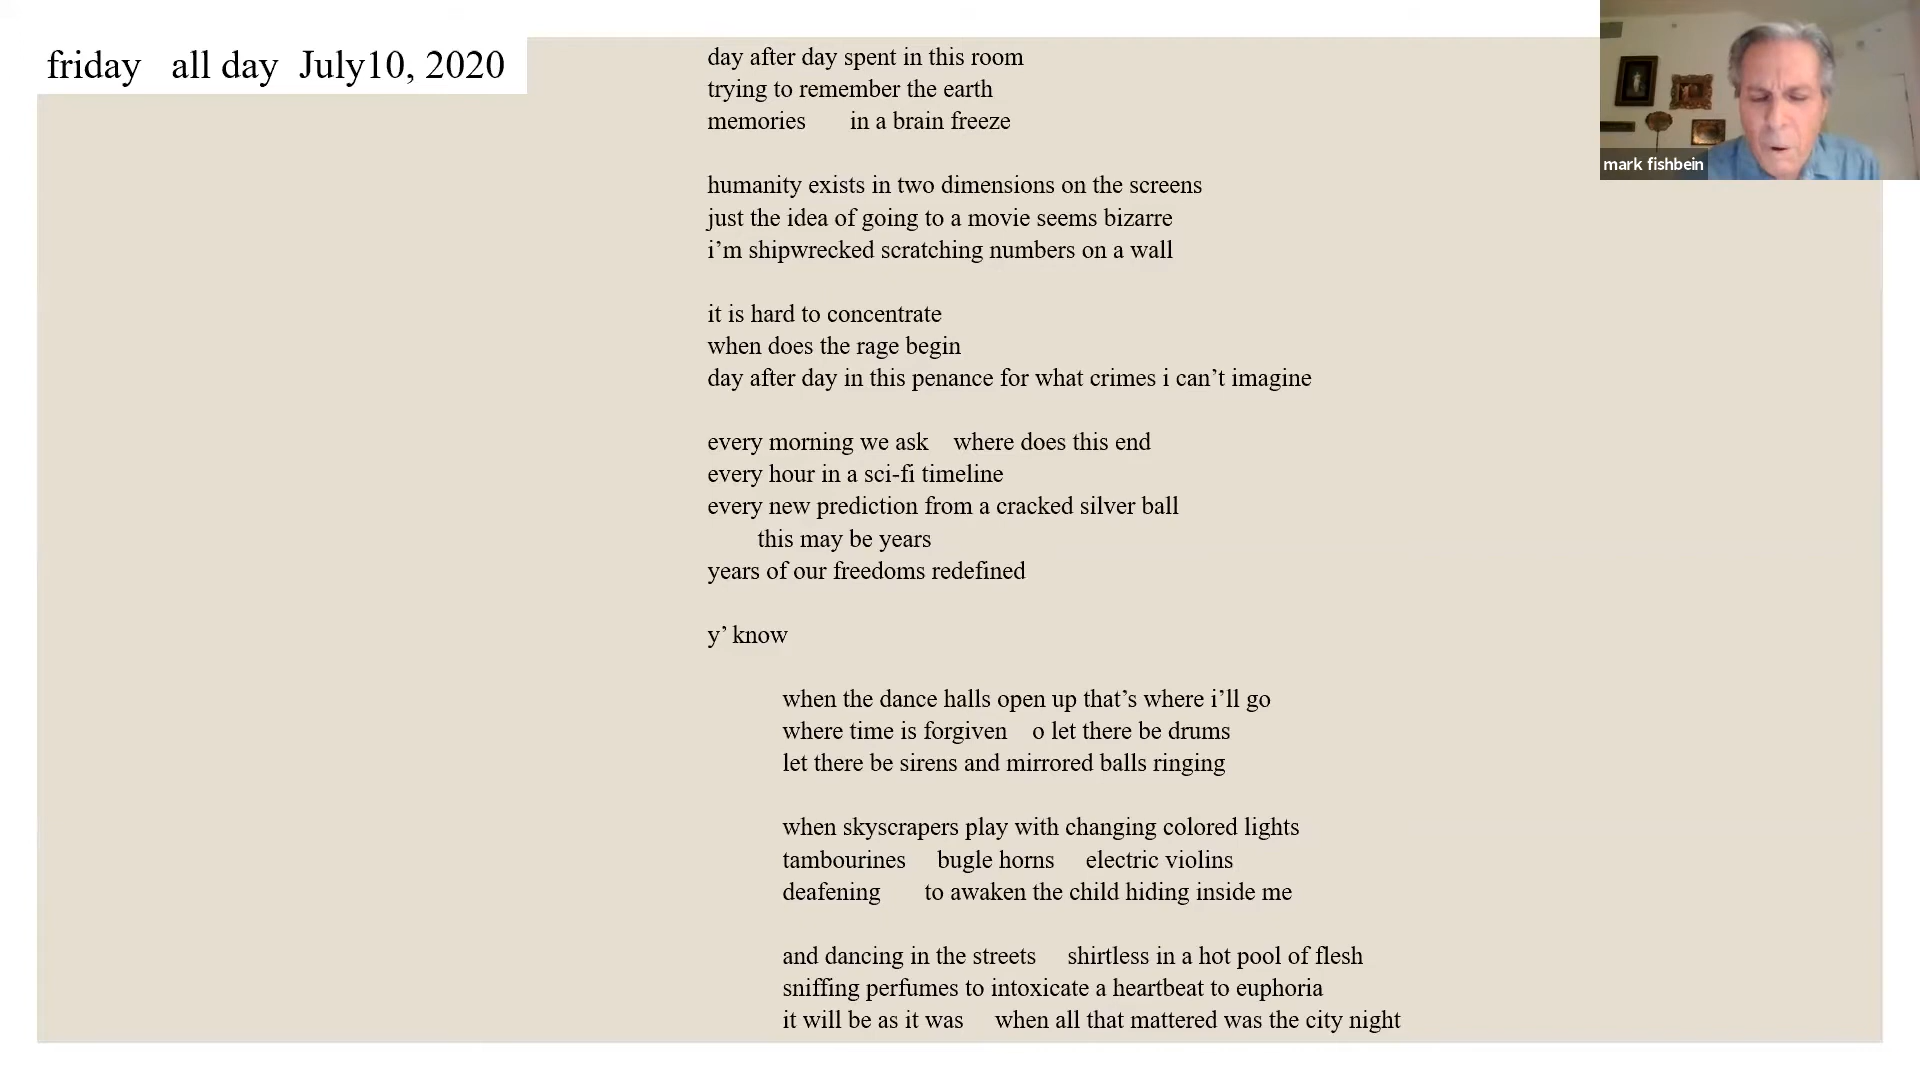 friday all day July10, 2020
day after day spent in this room
trying to remember the earth
memories in a brain freeze
humanity exists in two dimensions on the screens
just the idea of going to a movie seems bizarre
i’m shipwrecked scratching numbers on a wall
it is hard to concentrate
when does the rage begin
day after day in this penance for what crimes i can’t imagine
every morning we ask where does this end
every hour in a sci-fi timeline
every new prediction from a cracked silver ball
this may be years
years of our freedoms redefined
y’ know
when the dance halls open up that’s where i’ll go
where time is forgiven o let there be drums
let there be sirens and mirrored balls ringing
when skyscrapers play with changing colored lights
tambourines bugle horns electric violins
deafening to awaken the child hiding inside me
and dancing in the streets shirtless in a hot pool of flesh
sniffing perfumes to intoxicate a heartbeat to euphoria
it will be as it was when all that mattered was the city night
mark fishbein